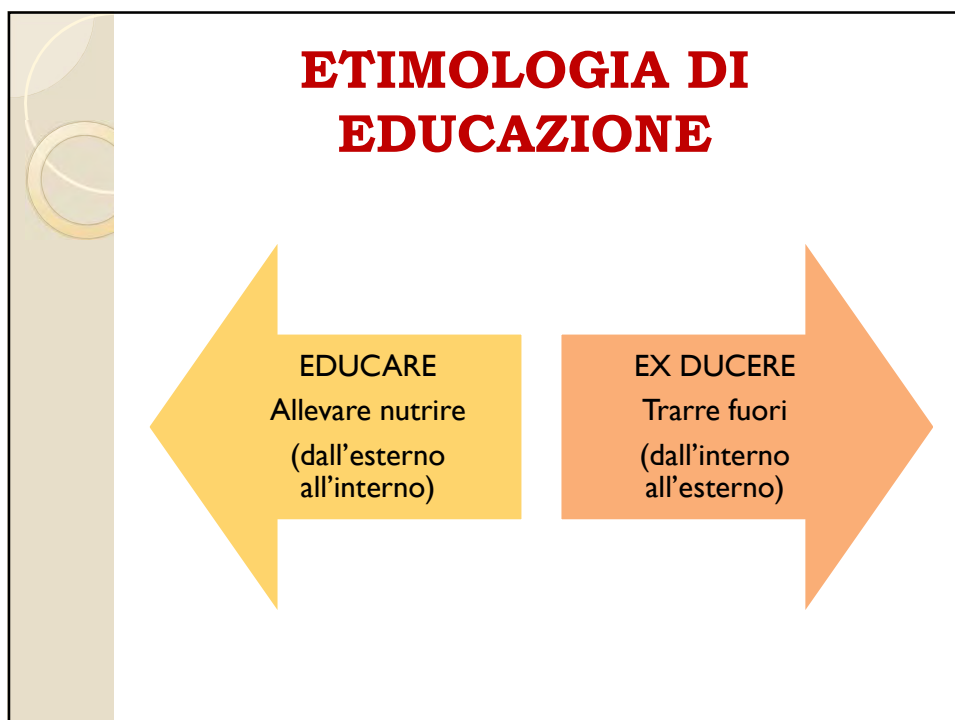 ETIMOLOGIA DI
EDUCAZIONE
EDUCARE
Allevare nutrire
(dall’esterno
all’interno)
EX DUCERE
Trarre fuori
(dall’interno
all’esterno)